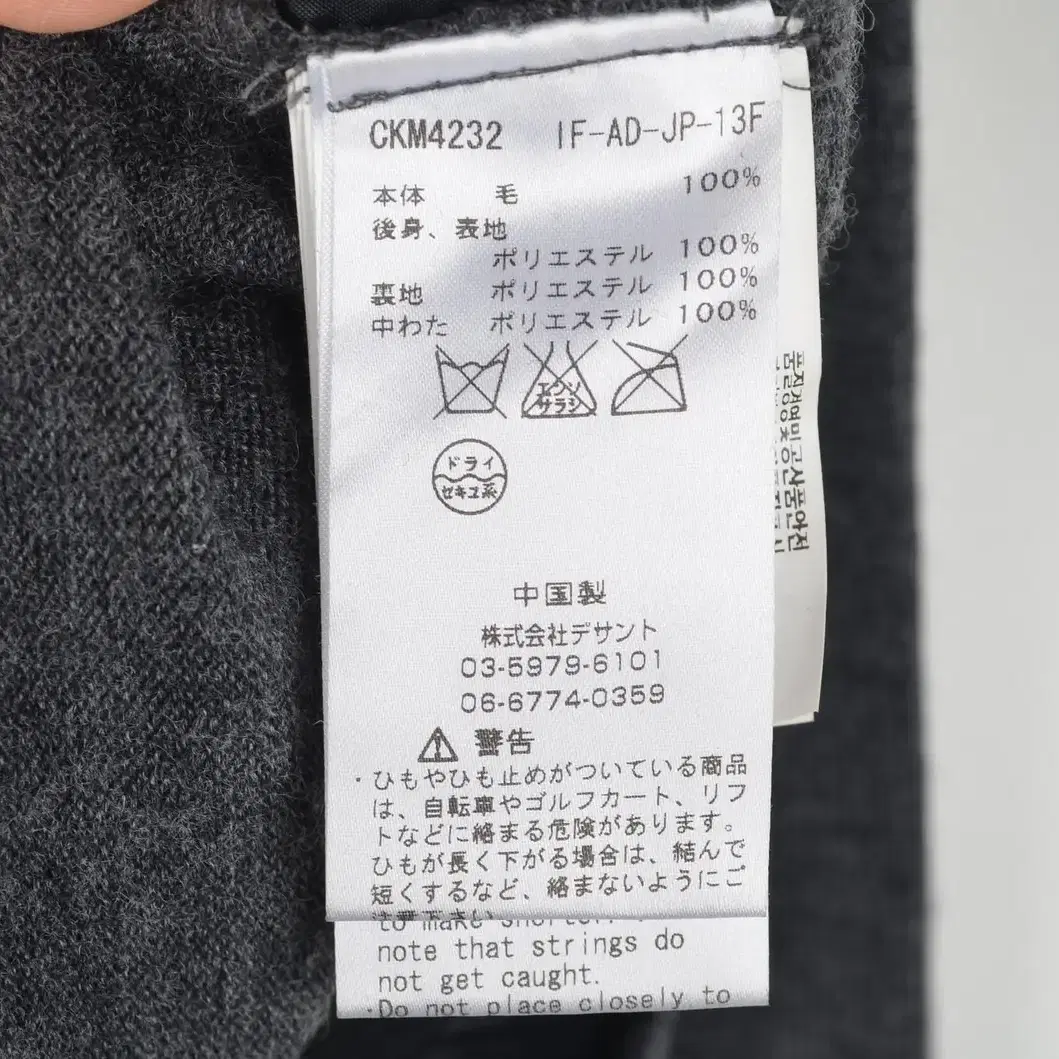 CKM4232 IF-AD-JP-13F
本体 毛 100%
後身、表地
ポリエステル 100%
裏地 ポリエステル 100%
中わた ポリエステル 100%
エンソ
サラシ
ドライ
セキユ系
中国製
株式会社デサント
03-5979-6101
06-6774-0359
警告
・ひもやひも止めがついている商品
は、自転車やゴルフカート、リフ
トなどに絡まる危険があります。
ひもが長く下がる場合は、結んで
短くするなど、絡まないようにご
注意下さい
to make shorter.
note that strings do
not get caught.
·Do not place closely to